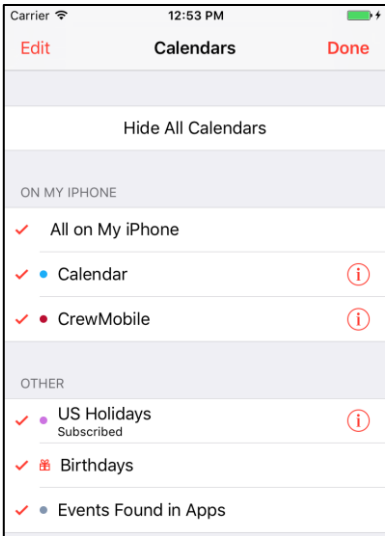 Carrier 12:53 PM
Edit Calendars Done
Hide All Calendars
ON MY IPHONE
All on My iPhone
Calendar
CrewMobile
OTHER
US Holidays
Subscribed
Birthdays
Events Found in Apps